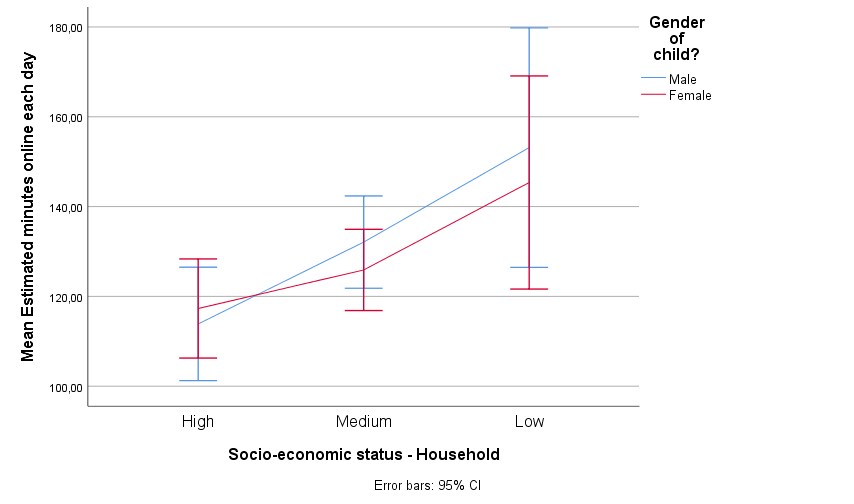 Mean Estimated minutes online each day
180,00
160,00
140,00
120,00
100,00
High
Medium
Low
Socio-economic status - Household
Error bars: 95% CI
Gender
of
child?
Male
Female